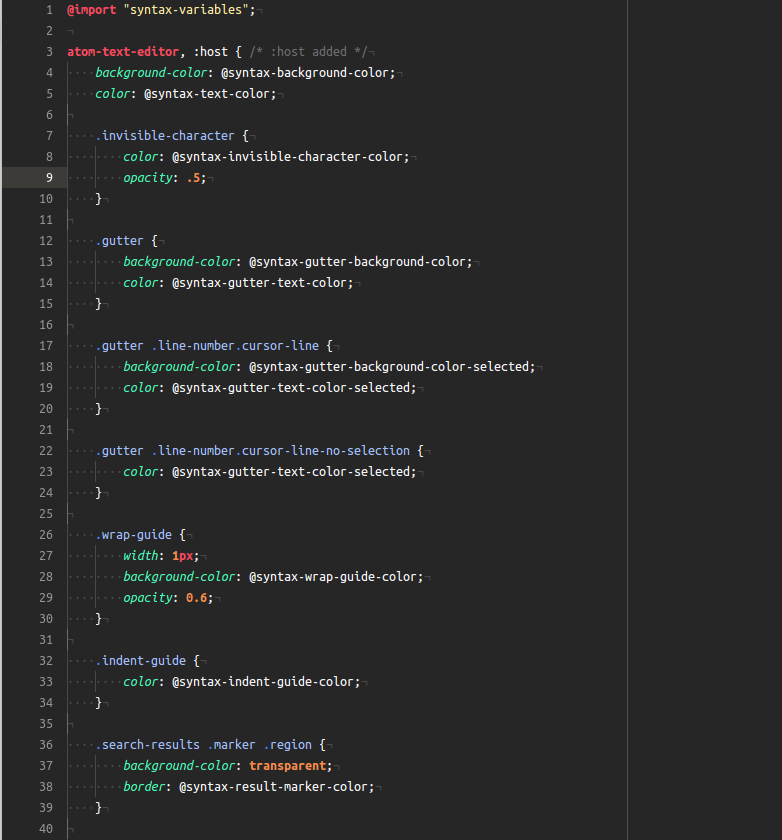 1 @import "syntax-variables";
2
3 atom-text-editor, :host { /* :host added */
4 background-color: @syntax-background-color;
5 color: @syntax-text-color;
6
7 .invisible-character {
8 color: @syntax-invisible-character-color;
9 opacity: .5;
10 }
11
12 .gutter {
13 background-color: @syntax-gutter-background-color;
14 color: @syntax-gutter-text-color;
15 }
16
17 .gutter .line-number.cursor-line {
18 background-color: @syntax-gutter-background-color-selected;
19 color: @syntax-gutter-text-color-selected;
20 }
21
22 .gutter .line-number.cursor-line-no-selection {
23 color: @syntax-gutter-text-color-selected;
24 }
25
26 .wrap-guide {
27 width: 1px;
28 background-color: @syntax-wrap-guide-color;
29 opacity: 0.6;
30 }
31
32 .indent-guide {
33 color: @syntax-indent-guide-color;
34 }
35
36 .search-results .marker .region {
37 background-color: transparent;
38 border: @syntax-result-marker-color;
39 }
40